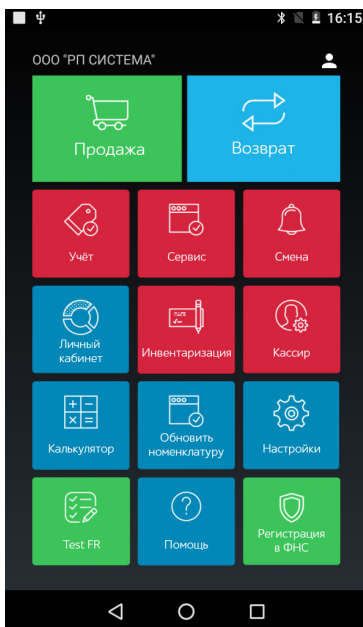 16:15
ООО "РП СИСТЕМА"
Продажа
Возврат
Учёт
Сервис
Смена
Личный
кабинет
Инвентаризация
Кассир
Калькулятор
Обновить
номенклатуру
Настройки
Test FR
Помощь
Регистрация
в ФНС